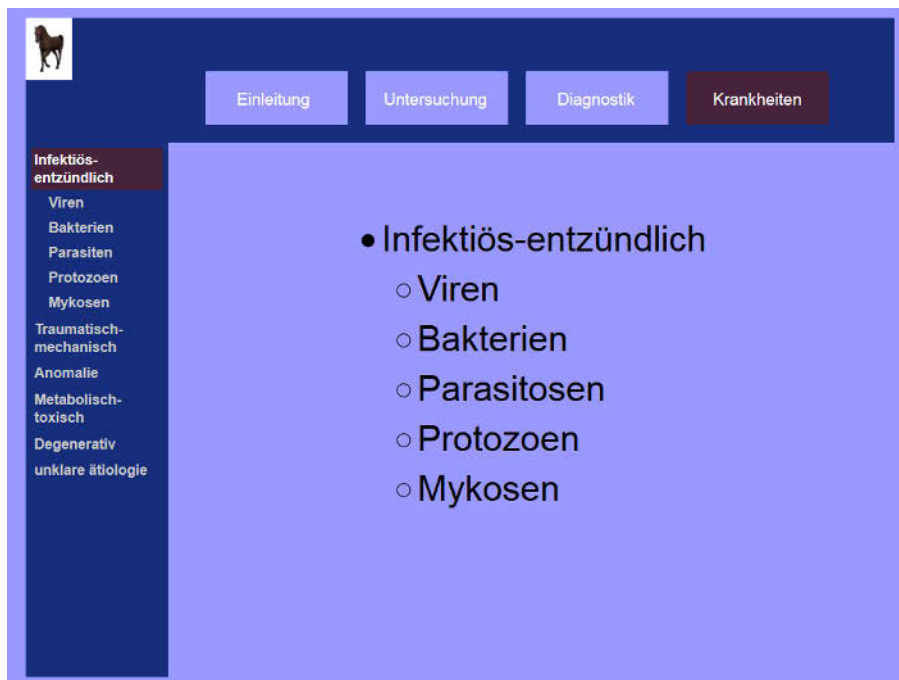 Einleitung
Untersuchung
Diagnostik
Krankheiten
Infektiös-
entzündlich
Viren
Bakterien
Parasiten
Protozoen
Mykosen
Traumatisch-
mechanisch
Anomalie
Metabolisch-
toxisch
Degenerativ
unklare ätiologie
Infektiös-entzündlich
Viren
Bakterien
Parasitosen
Protozoen
Mykosen